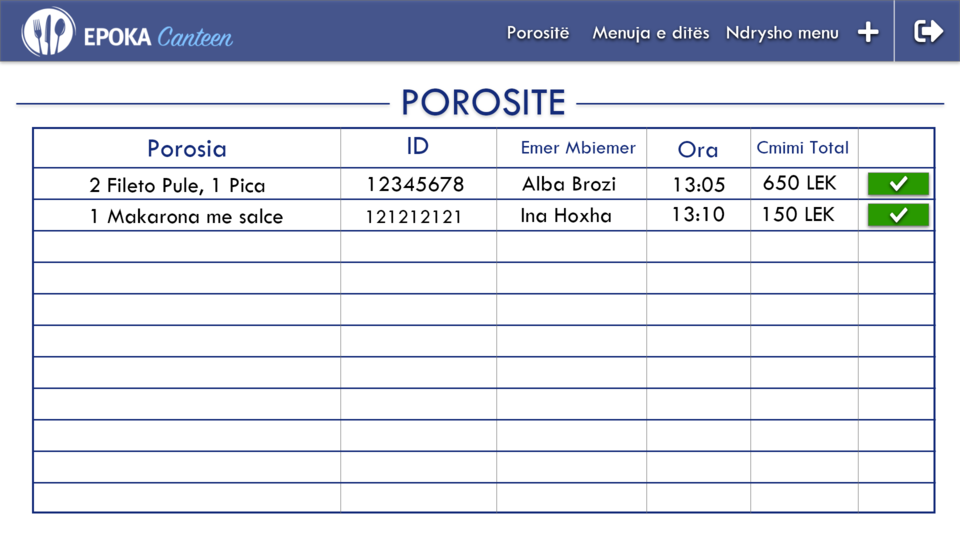 EPOKA Canteen Porositë Menuja e ditës Ndrysho menu
POROSITE
Porosia ID Emer Mbiemer Ora Cmimi Total
2 Fileto Pule, 1 Pica 12345678 Alba Brozi 13:05 650 LEK
1 Makarona me salce 121212121 Ina Hoxha 13:10 150 LEK